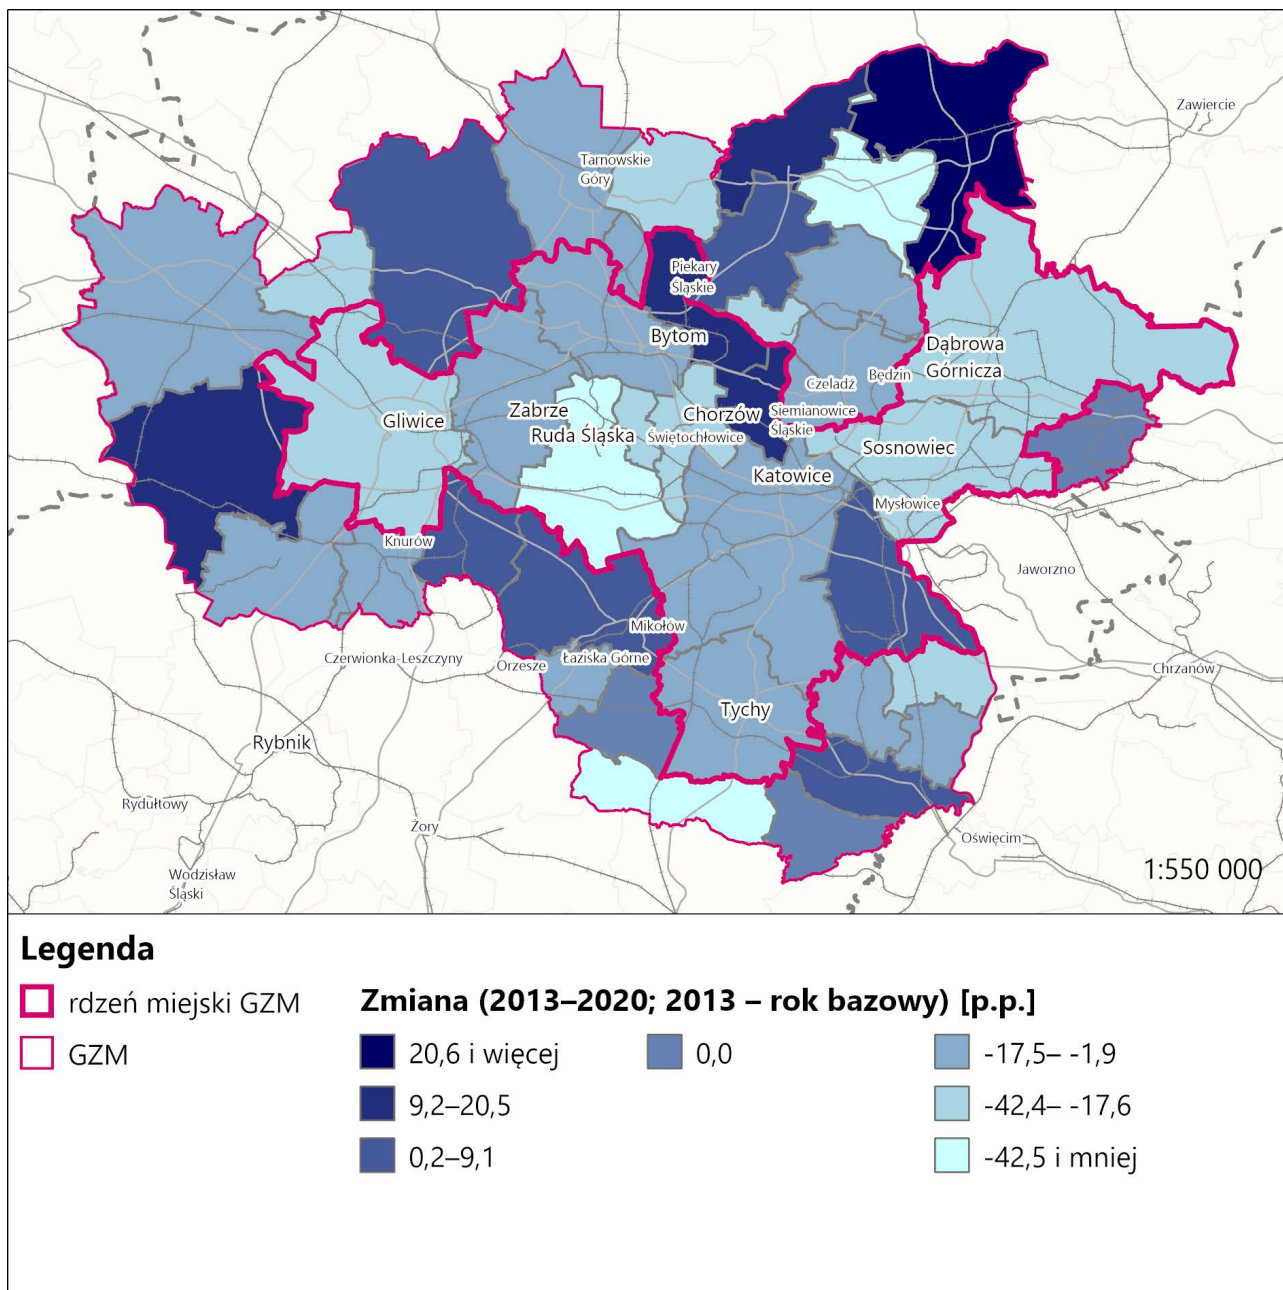 Zawiercie
Tarnowskie
Góry
Piekary
Śląskie
Bytom
Dąbrowa
Górnicza
Będzin
Czeladź
Zabrze
Chorzów
Siemianowice
Śląskie
Gliwice
Ruda Śląska
Świętochłowice
Sosnowiec
Katowice
Mysłowice
Knurów
Jaworzno
Mikołów
Czerwionka-Leszczyny
Orzesze
Łaziska Górne
Chrzanów
Tychy
Rybnik
Rydułtowy
Żory
Oświęcim
Wodzisław
Śląski
1:550 000
Legenda
rdzeń miejski GZM
GZM
Zmiana (2013–2020; 2013 – rok bazowy) [p.p.]
20,6 i więcej
9,2–20,5
0,2–9,1
0,0
-17,5– -1,9
-42,4– -17,6
-42,5 i mniej